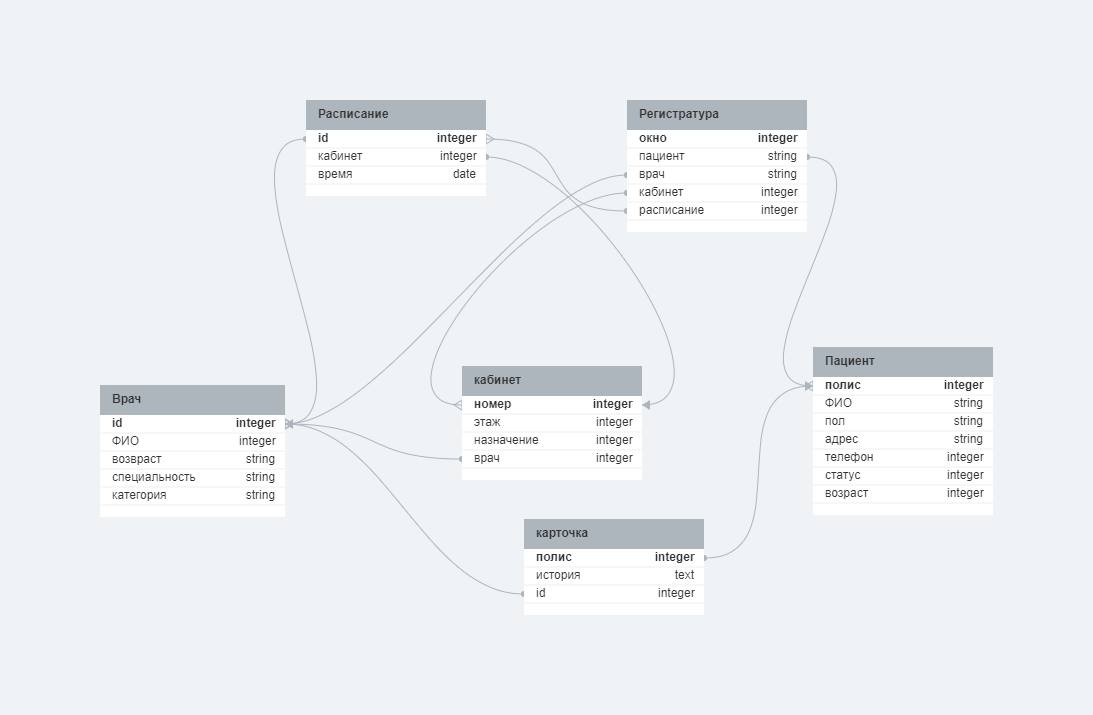 Расписание
id integer
кабинет integer
время date
Регистратура
окно integer
пациент string
врач string
кабинет integer
расписание integer
Врач
id integer
ФИО integer
возвраст string
специальность string
категория string
кабинет
номер integer
этаж integer
назначение integer
врач integer
Пациент
полис integer
ФИО string
пол string
адрес string
телефон integer
статус integer
возраст integer
карточка
полис integer
история text
id integer